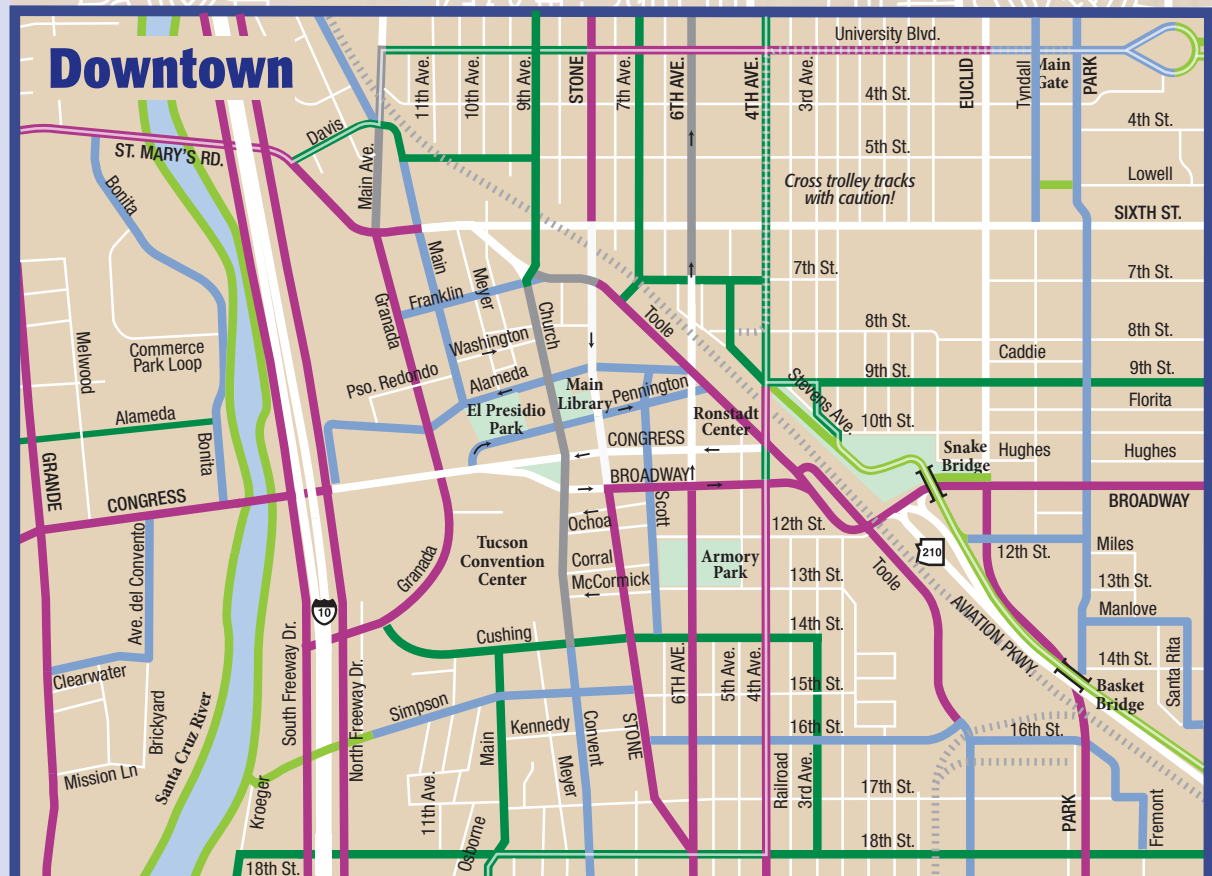 Downtown
University Blvd.
11th Ave.
10th Ave.
9th Ave.
STONE
7th Ave.
6TH AVE.
4TH AVE.
3rd Ave.
EUCLID
Tyndall
Main
Gate
PARK
4th St.
4th St.
Davis
ST. MARY'S RD.
Main Ave.
5th St.
Cross trolley tracks
with caution!
Lowell
Bonita
SIXTH ST.
Main
Meyer
7th St.
7th St.
Granada
Franklin
Church
Toole
Melwood
Commerce
Park Loop
Washington
8th St.
8th St.
Caddie
Pso. Redondo
Alameda
Main
Library
Pennington
9th St.
9th St.
Stevens Ave.
Florita
Alameda
El Presidio
Park
Ronstadt
Center
10th St.
Bonita
CONGRESS
Snake
Bridge
Hughes
Hughes
GRANDE
CONGRESS
BROADWAY
BROADWAY
Scott
Ochoa
12th St.
Ave. del Convento
Tucson
Convention
Center
Granada
Corral
McCormick
Armory
Park
210
12th St.
Miles
13th St.
13th St.
Toole
10
AVIATION PKWY.
Manlove
South Freeway Dr.
Cushing
14th St.
14th St.
Clearwater
North Freeway Dr.
6TH AVE.
5th Ave.
4th Ave.
15th St.
Basket
Bridge
Santa Rita
Brickyard
Santa Cruz River
Simpson
Main
Kennedy
Convent
STONE
16th St.
16th St.
Mission Ln
Kroeger
11th Ave.
Meyer
Railroad
3rd Ave.
17th St.
PARK
Fremont
Osborne
18th St.
18th St.